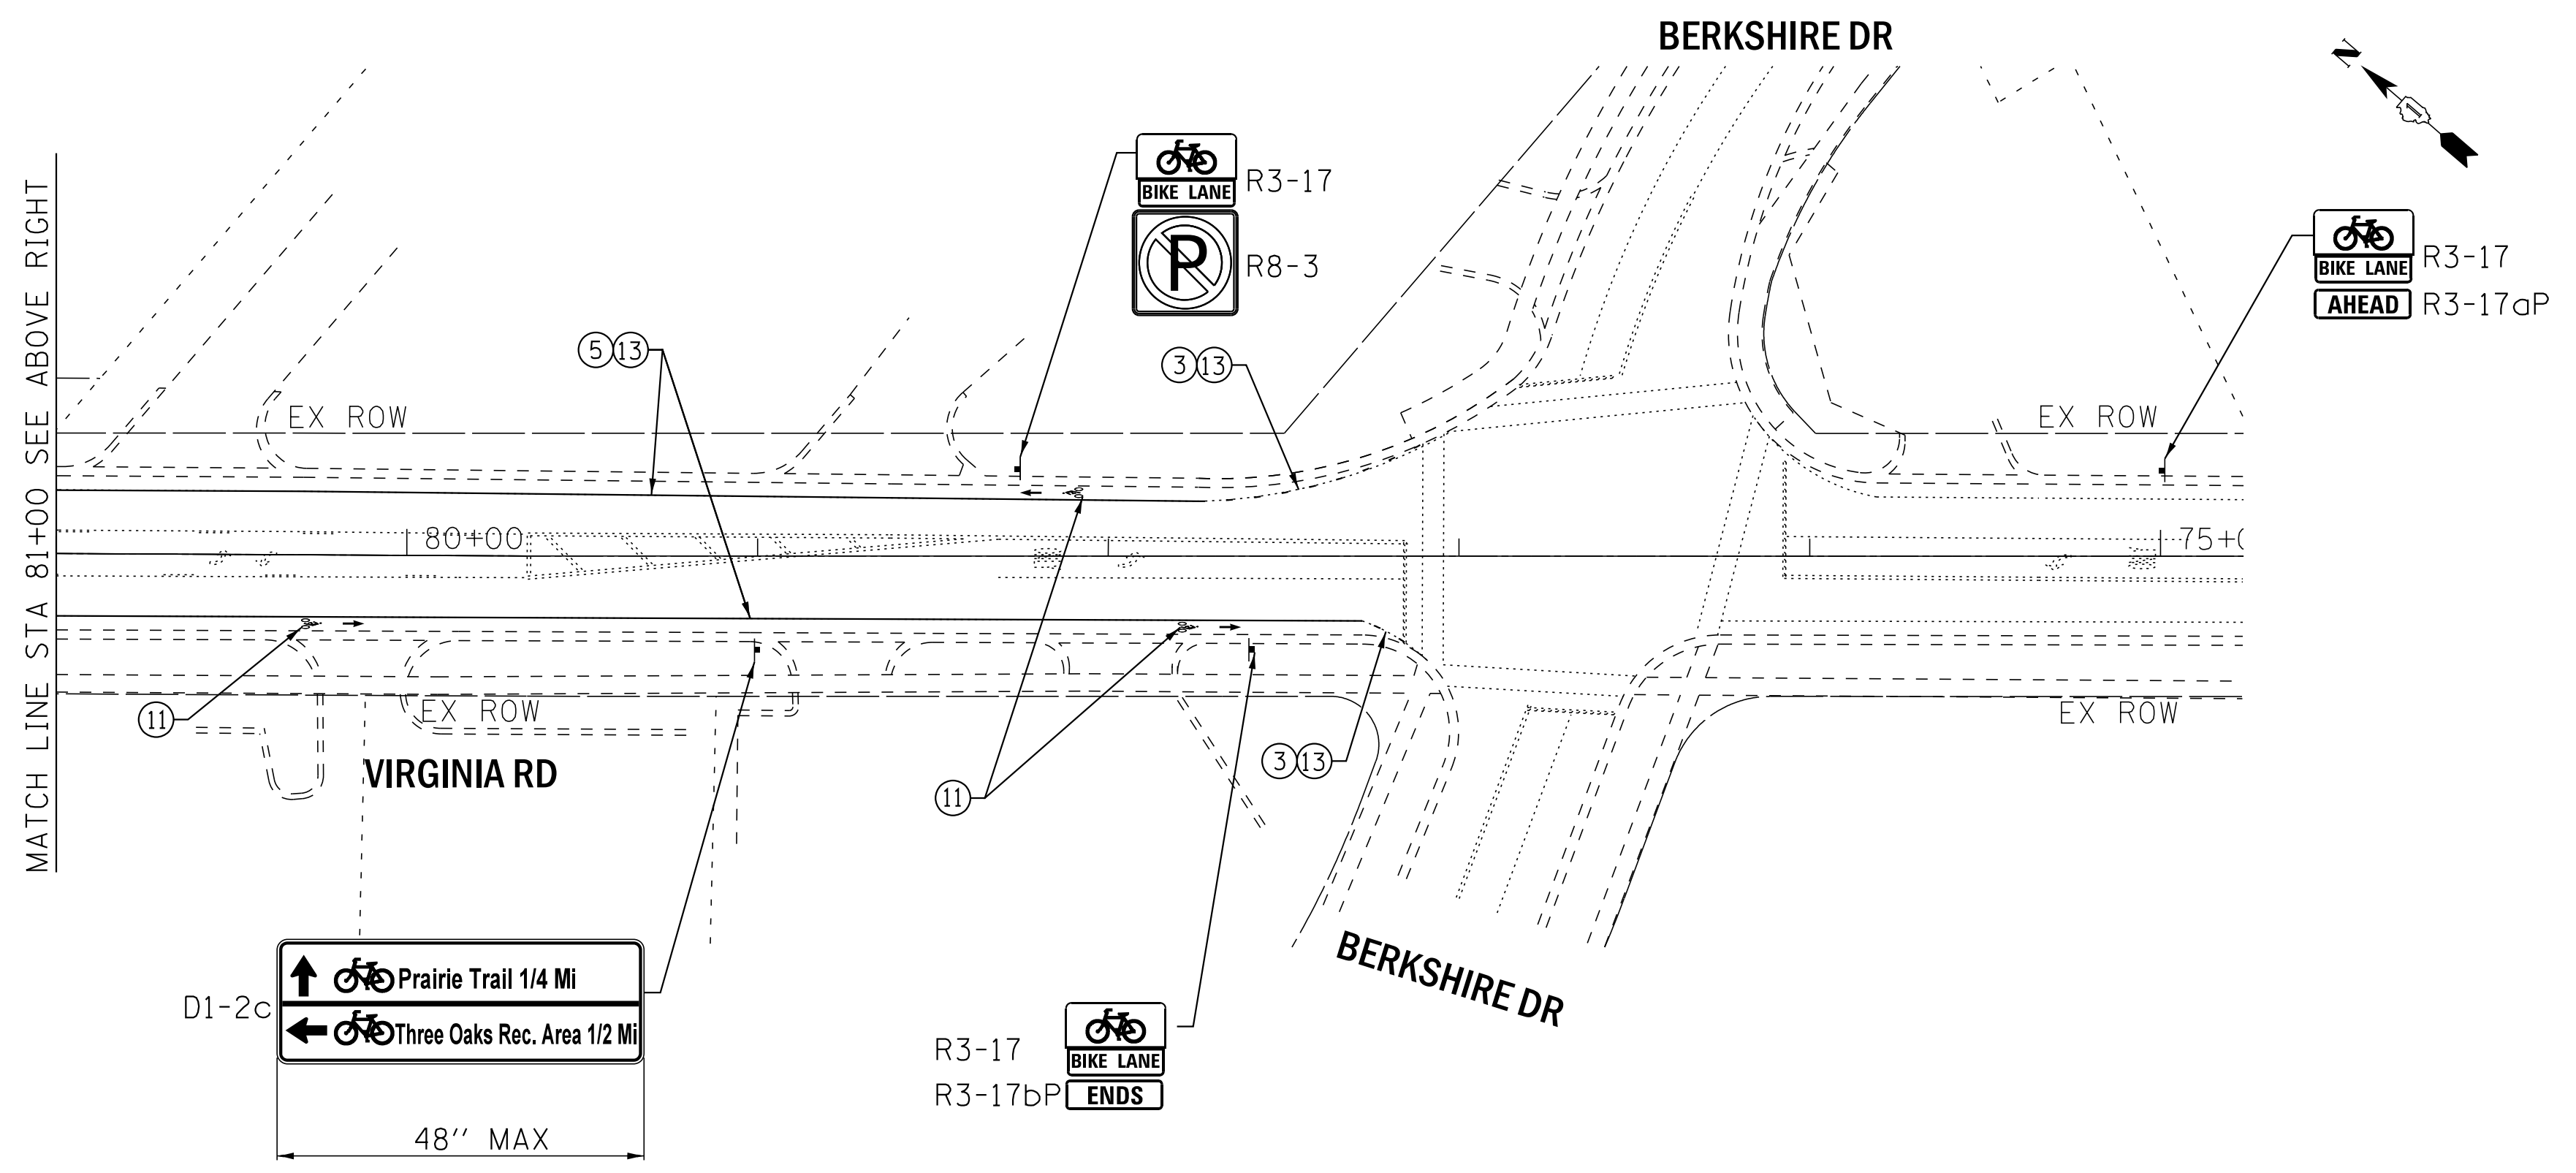 BERKSHIRE DR
N
BIKE LANE
R3-17
P
R8-3
BIKE LANE
R3-17
AHEAD
R3-17aP
MATCH LINE STA 81+00 SEE ABOVE RIGHT
5 13
3 13
EX ROW
EX ROW
80+00
11
EX ROW
VIRGINIA RD
11
3 13
EX ROW
BERKSHIRE DR
D1-2c
Prairie Trail 1/4 Mi
Three Oaks Rec. Area 1/2 Mi
48'' MAX
R3-17
BIKE LANE
R3-17bP
ENDS